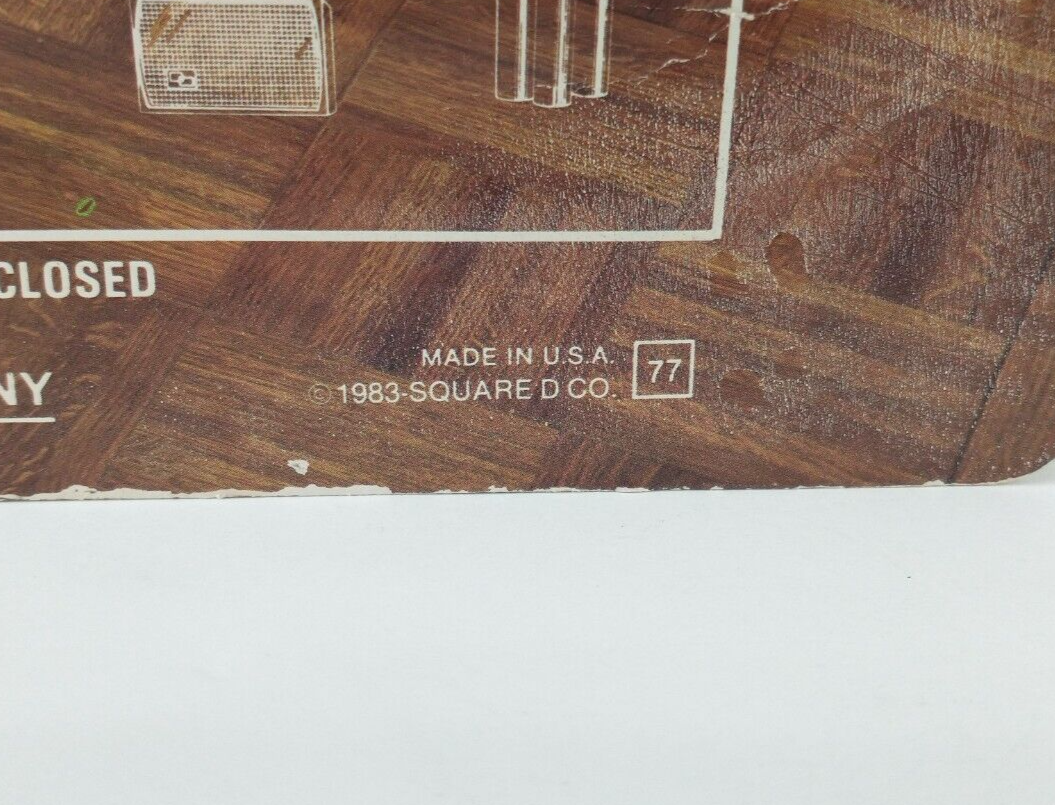 CLOSED
NY
MADE IN U.S.A.
©1983-SQUARE D CO.
77